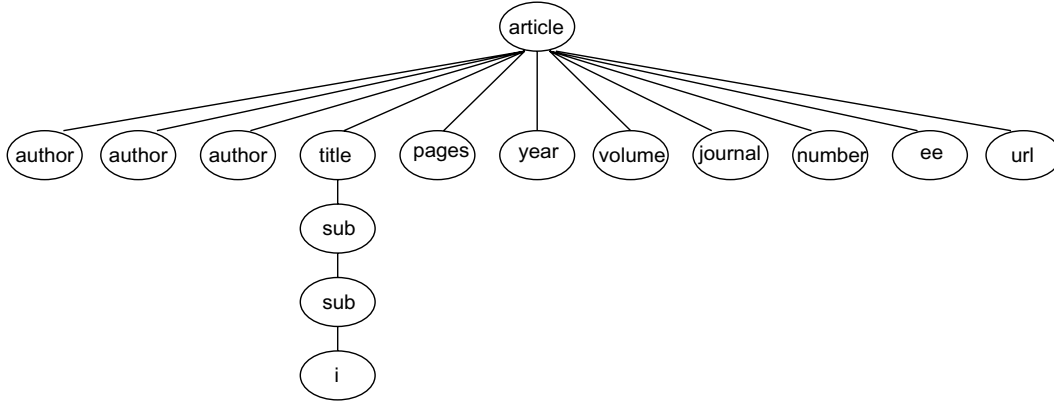 article
author author author title pages year volume journal number ee url
sub
sub
i